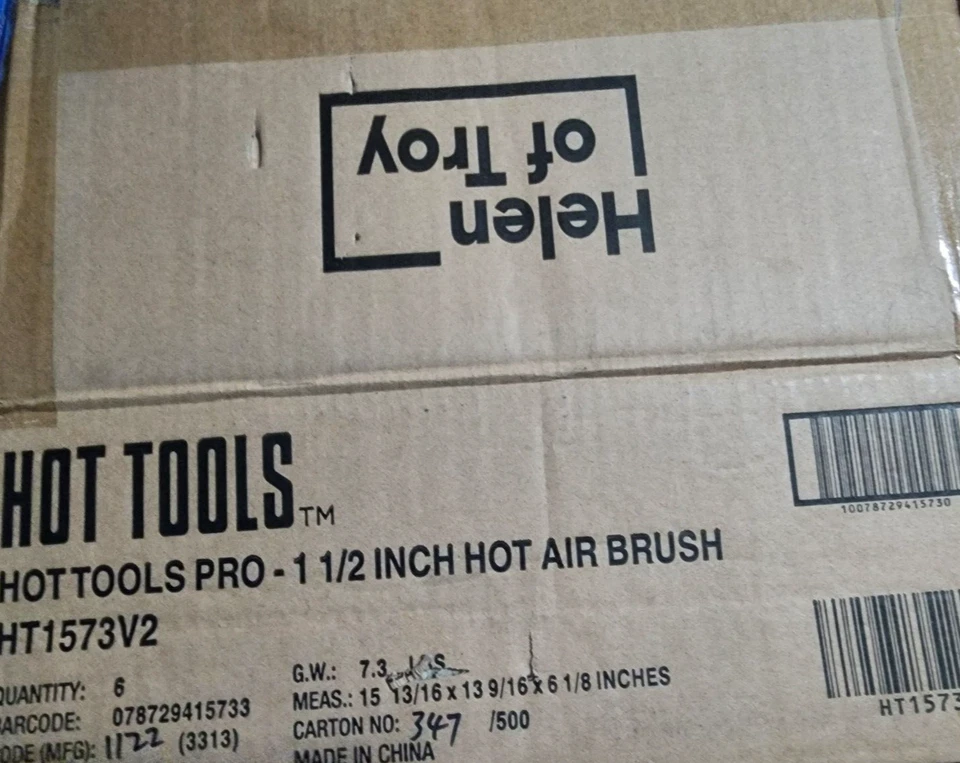 Helen
of Troy
HOT TOOLS™
HOT TOOLS PRO - 1 1/2 INCH HOT AIR BRUSH
HT1573V2
10078729415730
QUANTITY: 6
BARCODE: 078729415733
CODE (MFG): 1122 (3313)
G.W.: 7.3
MEAS.: 15 13/16 x 13 9/16 x 6 1/8 INCHES
CARTON NO: 347 /500
MADE IN CHINA
HT1573